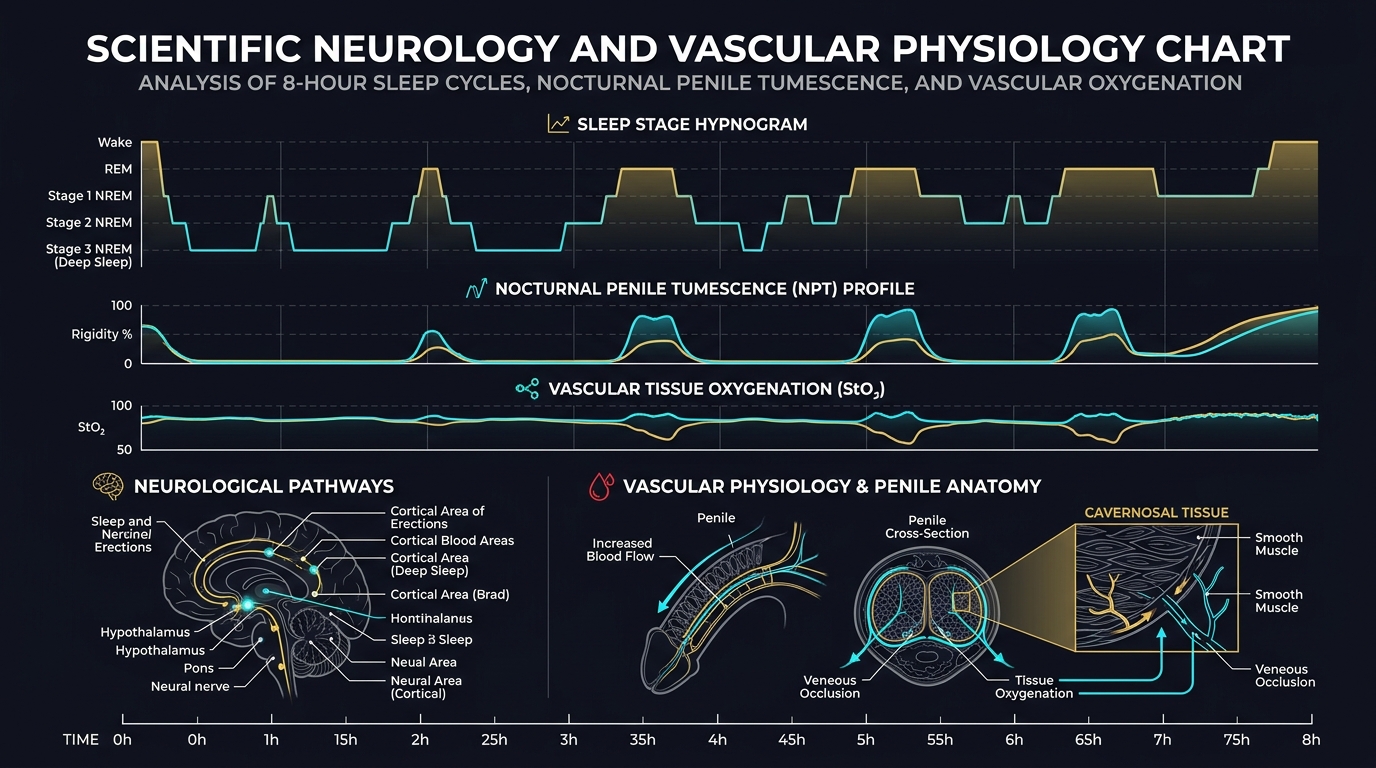 SCIENTIFIC NEUROLOGY AND VASCULAR PHYSIOLOGY CHART
ANALYSIS OF 8-HOUR SLEEP CYCLES, NOCTURNAL PENILE TUMESCENCE, AND VASCULAR OXYGENATION
SLEEP STAGE HYPNOGRAM
Wake
REM
Stage 1 NREM
Stage 2 NREM
Stage 3 NREM
(Deep Sleep)
NOCTURNAL PENILE TUMESCENCE (NPT) PROFILE
100
Rigidity %
0
VASCULAR TISSUE OXYGENATION (StO₂)
100
StO₂
50
NEUROLOGICAL PATHWAYS
Sleep and
Nercinel
Erections
Cortical Area of
Erections
Cortical Blood Areas
Cortical Area
(Deep Sleep)
Cortical Area (Brad)
Hontihalanus
Sleep 3 Sleep
Neual Area
Neural Area
(Cortical)
Hypothalamus
Hypothalamus
Pons
Neural nerve
VASCULAR PHYSIOLOGY & PENILE ANATOMY
Penile
Increased
Blood Flow
Penile
Cross-Section
CAVERNOSAL TISSUE
Smooth
Muscle
Smooth
Muscle
Veneous
Occlusion
Veneous
Occlusion
Tissue
Oxygenation
TIME 0h 0h 1h 15h 2h 25h 3h 35h 4h 45h 5h 55h 6h 65h 7h 75h 8h